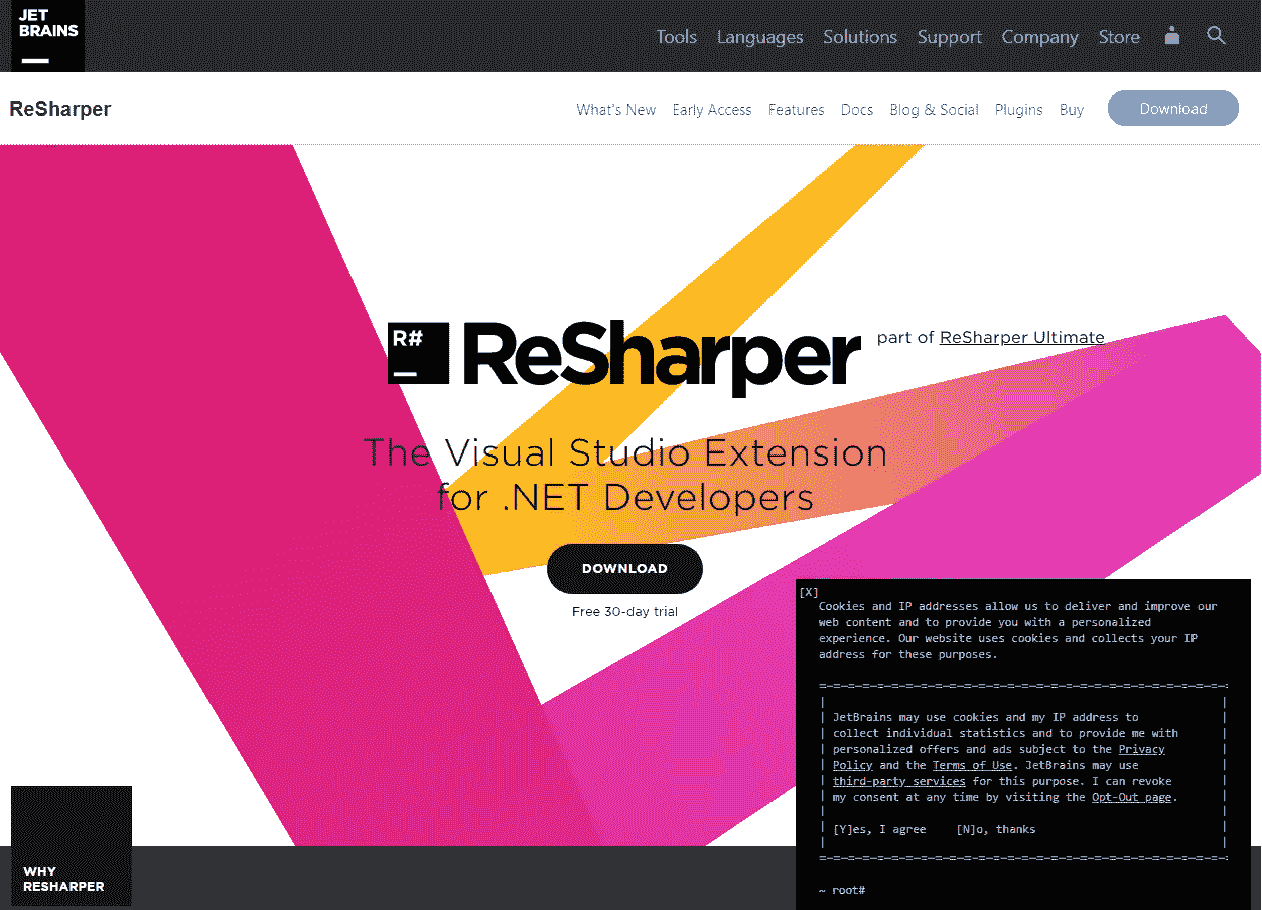 JET
BRAINS
Tools Languages Solutions Support Company Store
ReSharper
What's New Early Access Features Docs Blog & Social Plugins Buy Download
R#
ReSharper part of ReSharper Ultimate
The Visual Studio Extension
for .NET Developers
DOWNLOAD
Free 30-day trial
[X]
Cookies and IP addresses allow us to deliver and improve our
web content and to provide you with a personalized
experience. Our website uses cookies and collects your IP
address for these purposes.
JetBrains may use cookies and my IP address to
collect individual statistics and to provide me with
personalized offers and ads subject to the Privacy
Policy and the Terms of Use. JetBrains may use
third-party services for this purpose. I can revoke
my consent at any time by visiting the Opt-Out page.
[Y]es, I agree [N]o, thanks
~ root#
WHY
RESHARPER